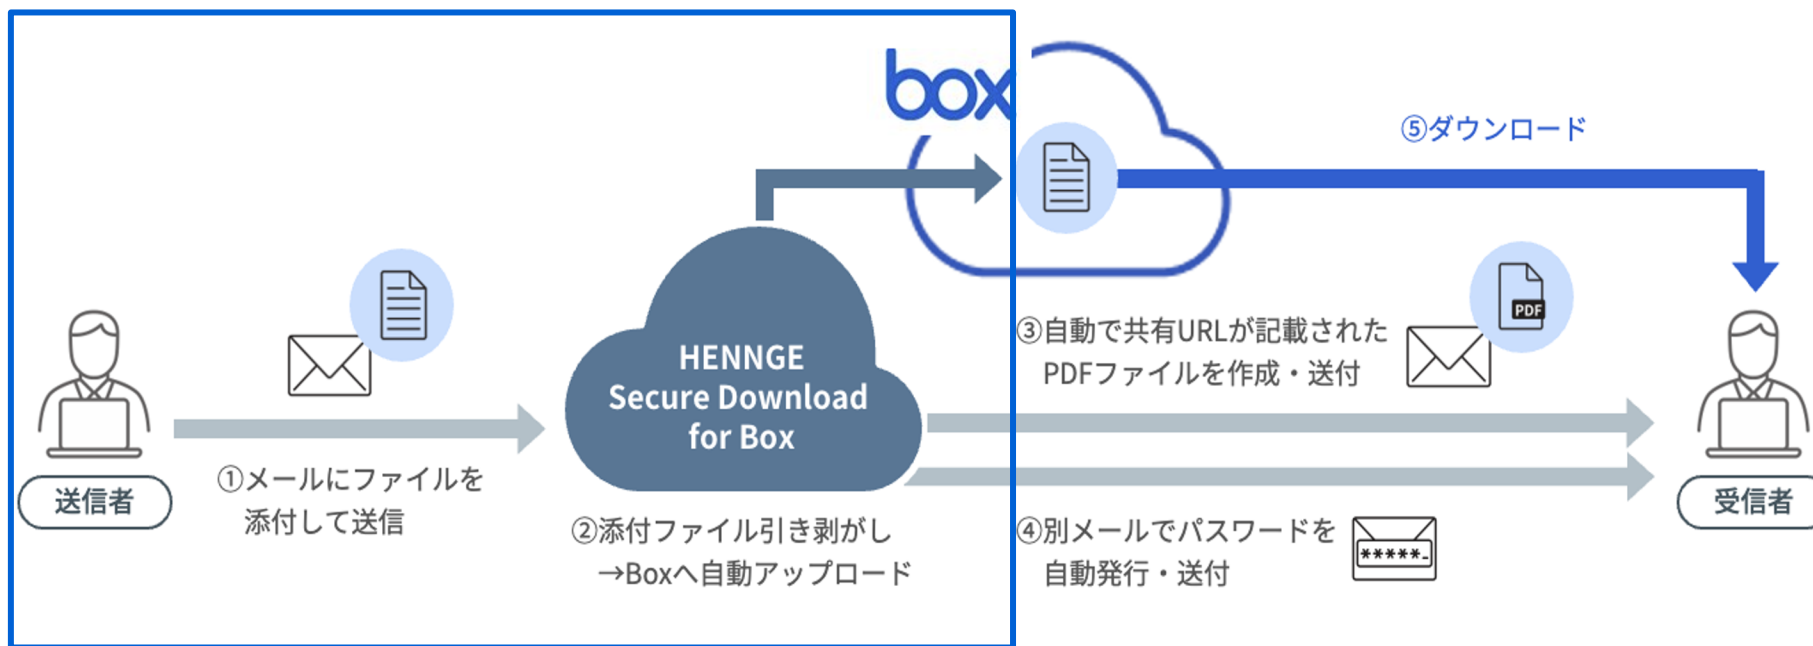 box
⑤ダウンロード
HENNGE
Secure Download
for Box
①メールにファイルを
添付して送信
送信者
②添付ファイル引き剥がし
→Boxへ自動アップロード
③自動で共有URLが記載された
PDFファイルを作成・送付
PDF
④別メールでパスワードを
自動発行・送付
*****-
受信者